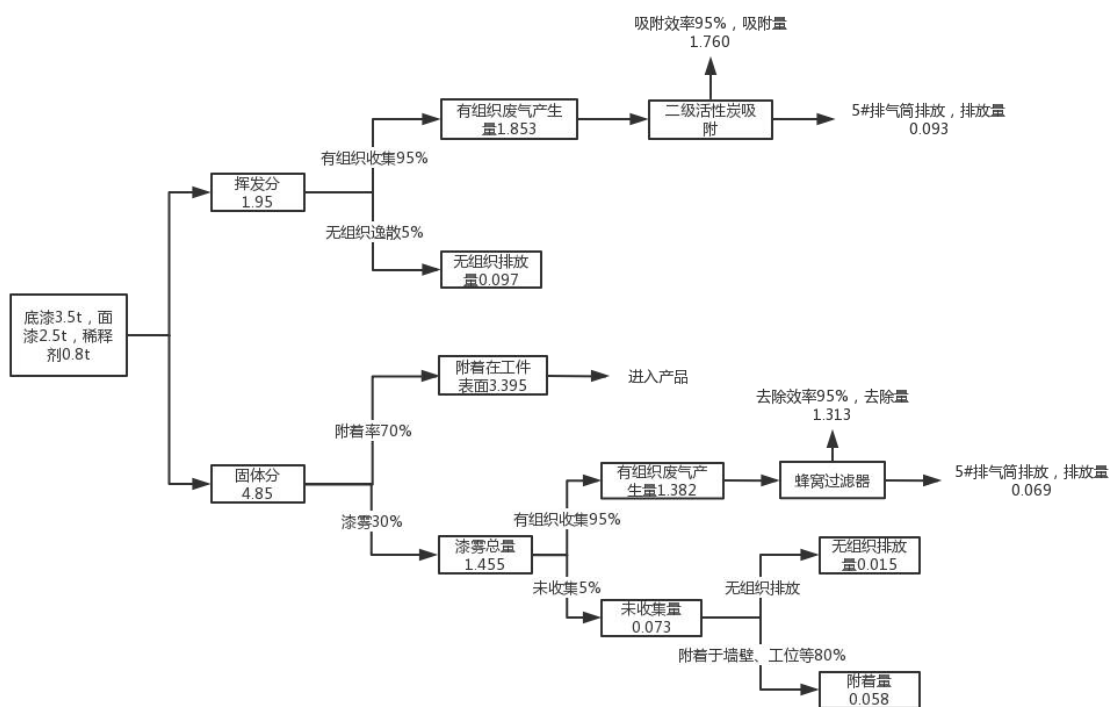 吸附效率95%，吸附量
1.760
有组织废气产生
量1.853
二级活性炭吸
附
5#排气筒排放，排放量
0.093
有组织收集95%
挥发分
1.95
无组织逸散5%
无组织排放
量0.097
底漆3.5t，面
漆2.5t，稀释
剂0.8t
附着在工件
表面3.395
进入产品
去除效率95%，去除量
1.313
附着率70%
固体分
4.85
有组织废气产
生量1.382
蜂窝过滤器
5#排气筒排放，排放量
0.069
漆雾30%
有组织收集95%
漆雾总量
1.455
无组织排放
量0.015
未收集5%
无组织排放
未收集量
0.073
附着于墙壁、工位等80%
附着量
0.058